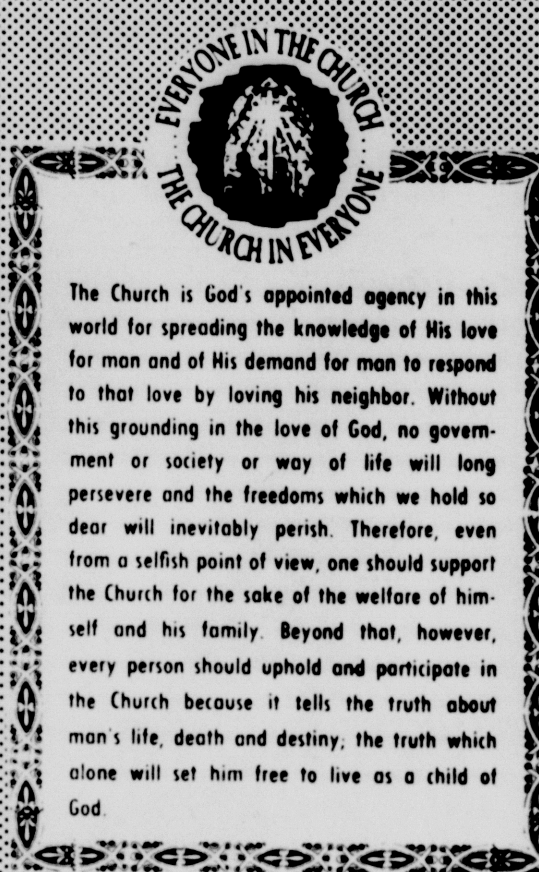 EVERYONE IN THE CHURCH
THE CHURCH IN EVERYONE
The Church is God's appointed agency in this
world for spreading the knowledge of His love
for man and of His demand for man to respond
to that love by loving his neighbor. Without
this grounding in the love of God, no govern-
ment or society or way of life will long
persevere and the freedoms which we hold so
dear will inevitably perish. Therefore, even
from a selfish point of view, one should support
the Church for the sake of the welfare of him-
self and his family. Beyond that, however,
every person should uphold and participate in
the Church because it tells the truth about
man's life, death and destiny; the truth which
alone will set him free to live as a child of
God.